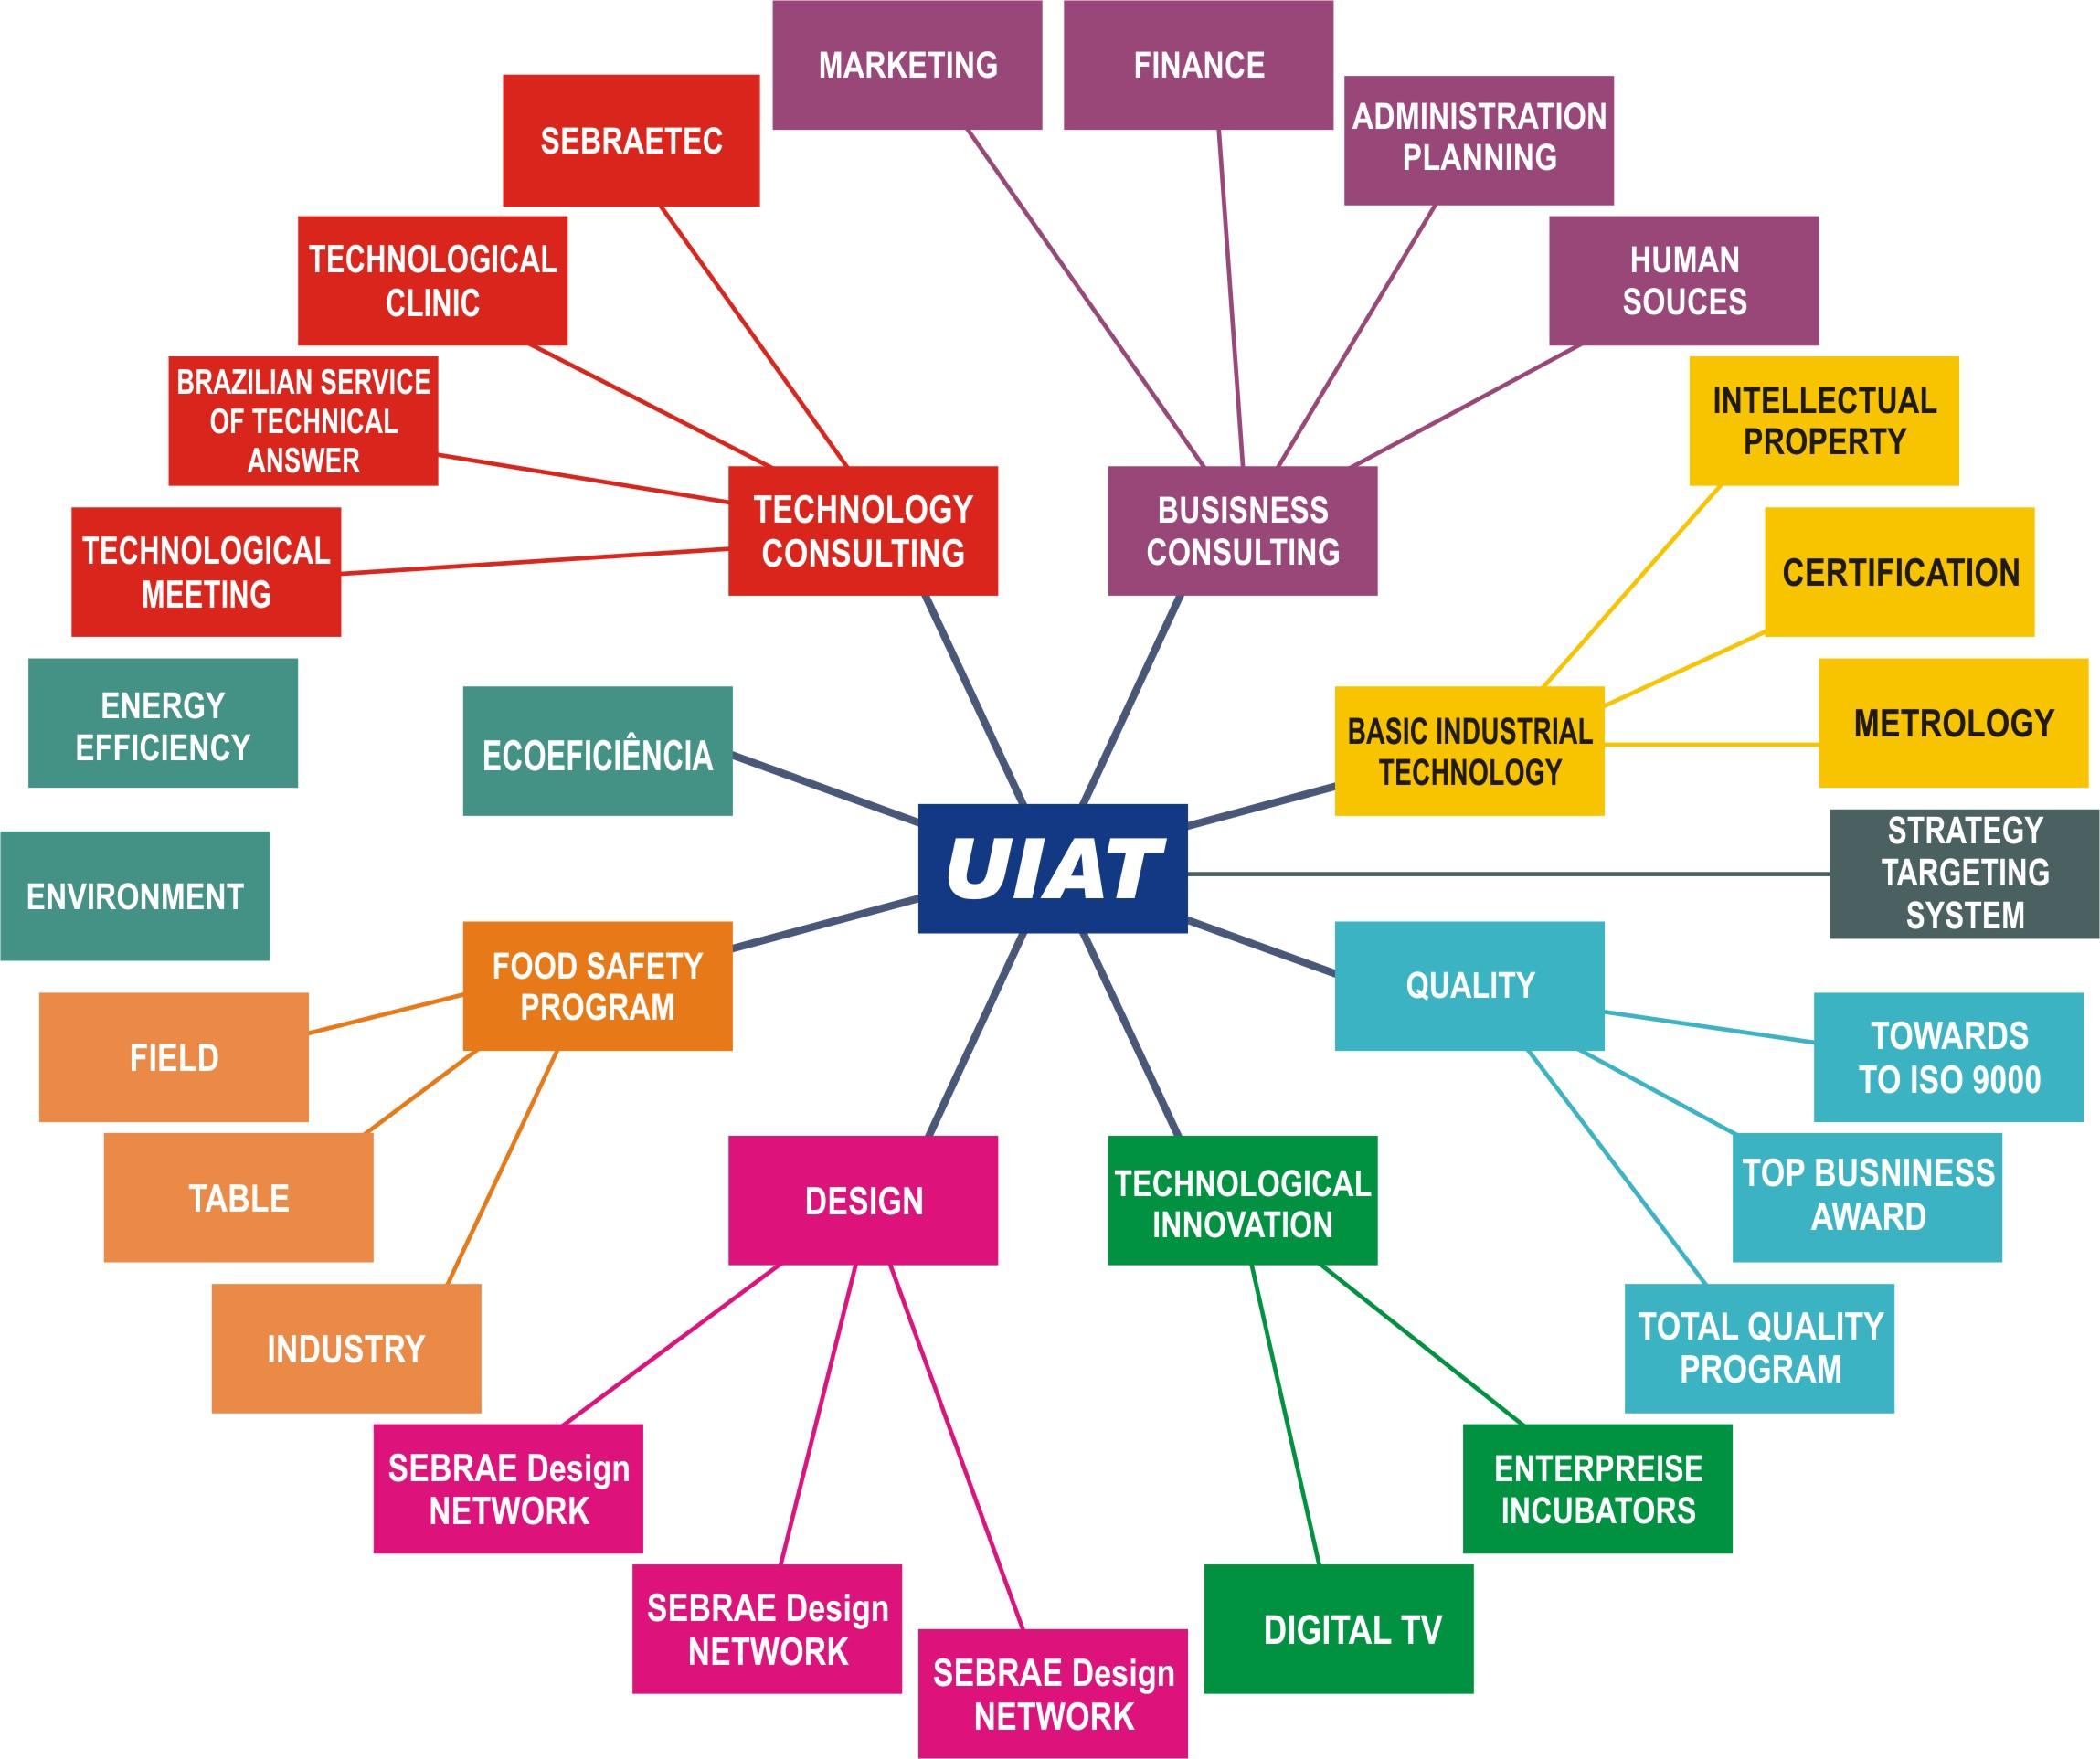 MARKETING
FINANCE
ADMINISTRATION
PLANNING
SEBRAETEC
HUMAN
SOUCES
TECHNOLOGICAL
CLINIC
INTELLECTUAL
PROPERTY
BRAZILIAN SERVICE
OF TECHNICAL
ANSWER
TECHNOLOGY
CONSULTING
BUSISNESS
CONSULTING
TECHNOLOGICAL
MEETING
CERTIFICATION
ENERGY
EFFICIENCY
ECOEFICIÊNCIA
BASIC INDUSTRIAL
TECHNOLOGY
METROLOGY
UIAT
STRATEGY
TARGETING
SYSTEM
ENVIRONMENT
FOOD SAFETY
PROGRAM
QUALITY
FIELD
TOWARDS
TO ISO 9000
TABLE
DESIGN
TECHNOLOGICAL
INNOVATION
TOP BUSNINESS
AWARD
INDUSTRY
TOTAL QUALITY
PROGRAM
SEBRAE Design
NETWORK
ENTERPREISE
INCUBATORS
SEBRAE Design
NETWORK
DIGITAL TV
SEBRAE Design
NETWORK